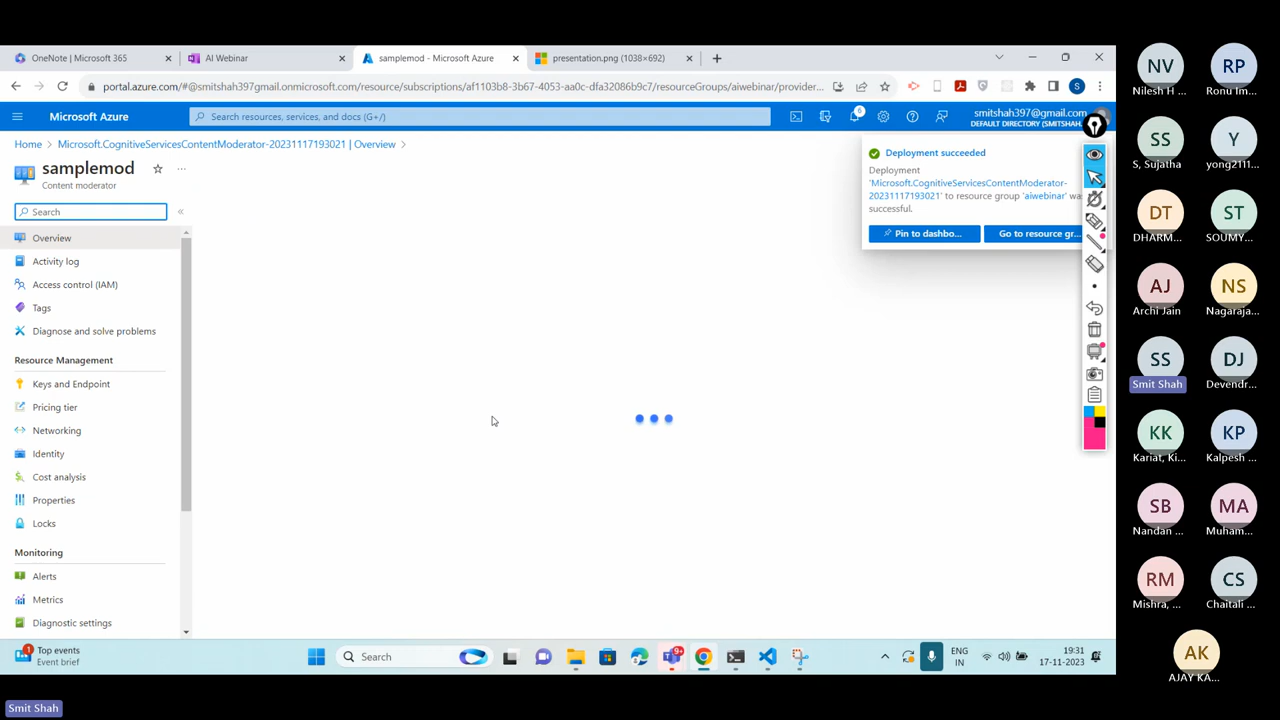 OneNote | Microsoft 365
AI Webinar
samplemod - Microsoft Azure
presentation.png (1038×692)
portal.azure.com/#@smitshah397gmail.onmicrosoft.com/resource/subscriptions/af1103b8-3b67-4053-aa0c-dfa32086b9c7/resourceGroups/aiwebinar/provider...
S
Microsoft Azure
Search resources, services, and docs (G+/)
smitshah397@gmail.com
DEFAULT DIRECTORY (SMITSHAH...
Home > Microsoft.CognitiveServicesContentModerator-20231117193021 | Overview >
samplemod
Content moderator
Search
Overview
Activity log
Access control (IAM)
Tags
Diagnose and solve problems
Resource Management
Keys and Endpoint
Pricing tier
Networking
Identity
Cost analysis
Properties
Locks
Monitoring
Alerts
Metrics
Diagnostic settings
Deployment succeeded
Deployment
'Microsoft.CognitiveServicesContentModerator-
20231117193021' to resource group 'aiwebinar' wa
successful.
Pin to dashbo...
Go to resource gr...
NV
Nilesh H ...
RP
Ronu Im...
SS
S, Sujatha
Y
yong2111...
DT
DHARM...
ST
SOUMY...
AJ
Archi Jain
NS
Nagaraja...
SS
Smit Shah
DJ
Devendr...
KK
Kariat, Ki...
KP
Kalpesh ...
SB
Nandan ...
MA
Muham...
RM
Mishra, ...
CS
Chaitali ...
AK
AJAY KA...
1
Top events
Event brief
Search
9+
ENG
IN
19:31
17-11-2023
Smit Shah